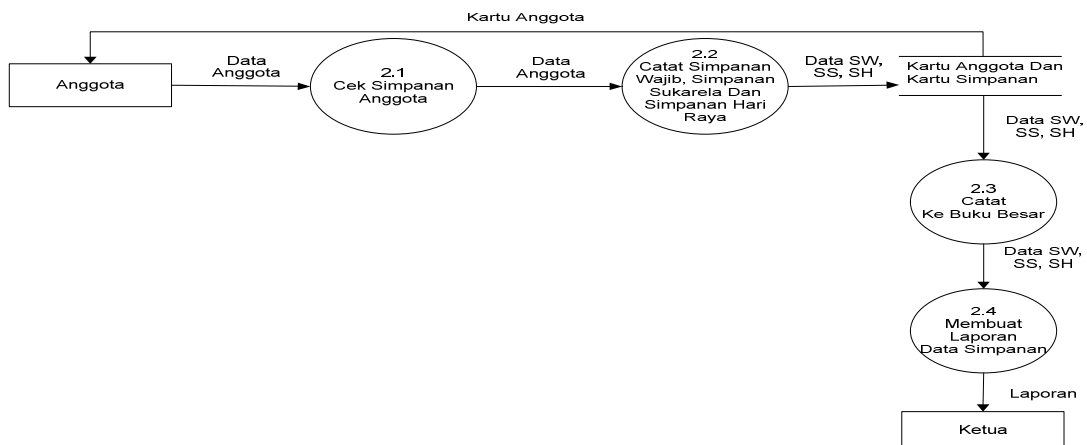 Kartu Anggota
Anggota
Data
Anggota
2.1
Cek Simpanan
Anggota
Data
Anggota
2.2
Catat Simpanan
Wajib, Simpanan
Sukarela Dan
Simpanan Hari
Raya
Data SW,
SS, SH
Kartu Anggota Dan
Kartu Simpanan
Data SW,
SS, SH
2.3
Catat
Ke Buku Besar
Data SW,
SS, SH
2.4
Membuat
Laporan
Data Simpanan
Laporan
Ketua